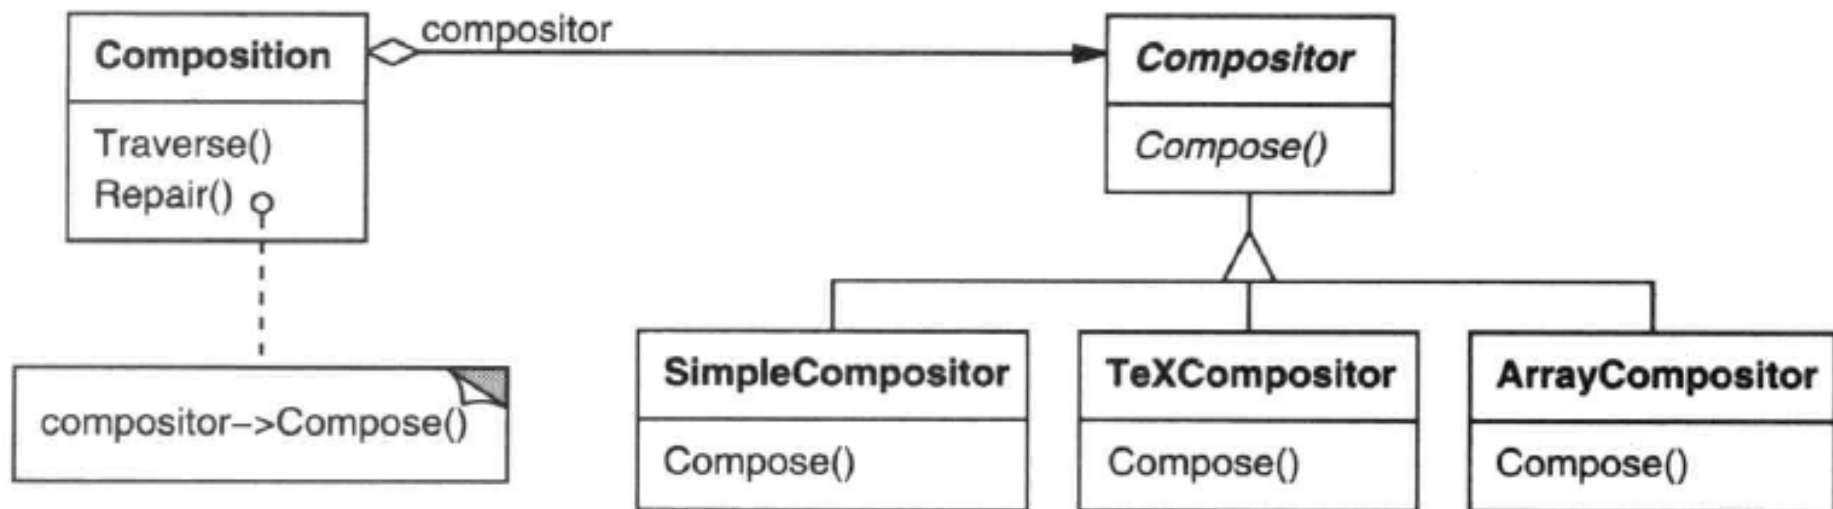 Composition
Traverse()
Repair()
compositor
Compositor
Compose()
compositor–>Compose()
SimpleCompositor
Compose()
TeXCompositor
Compose()
ArrayCompositor
Compose()